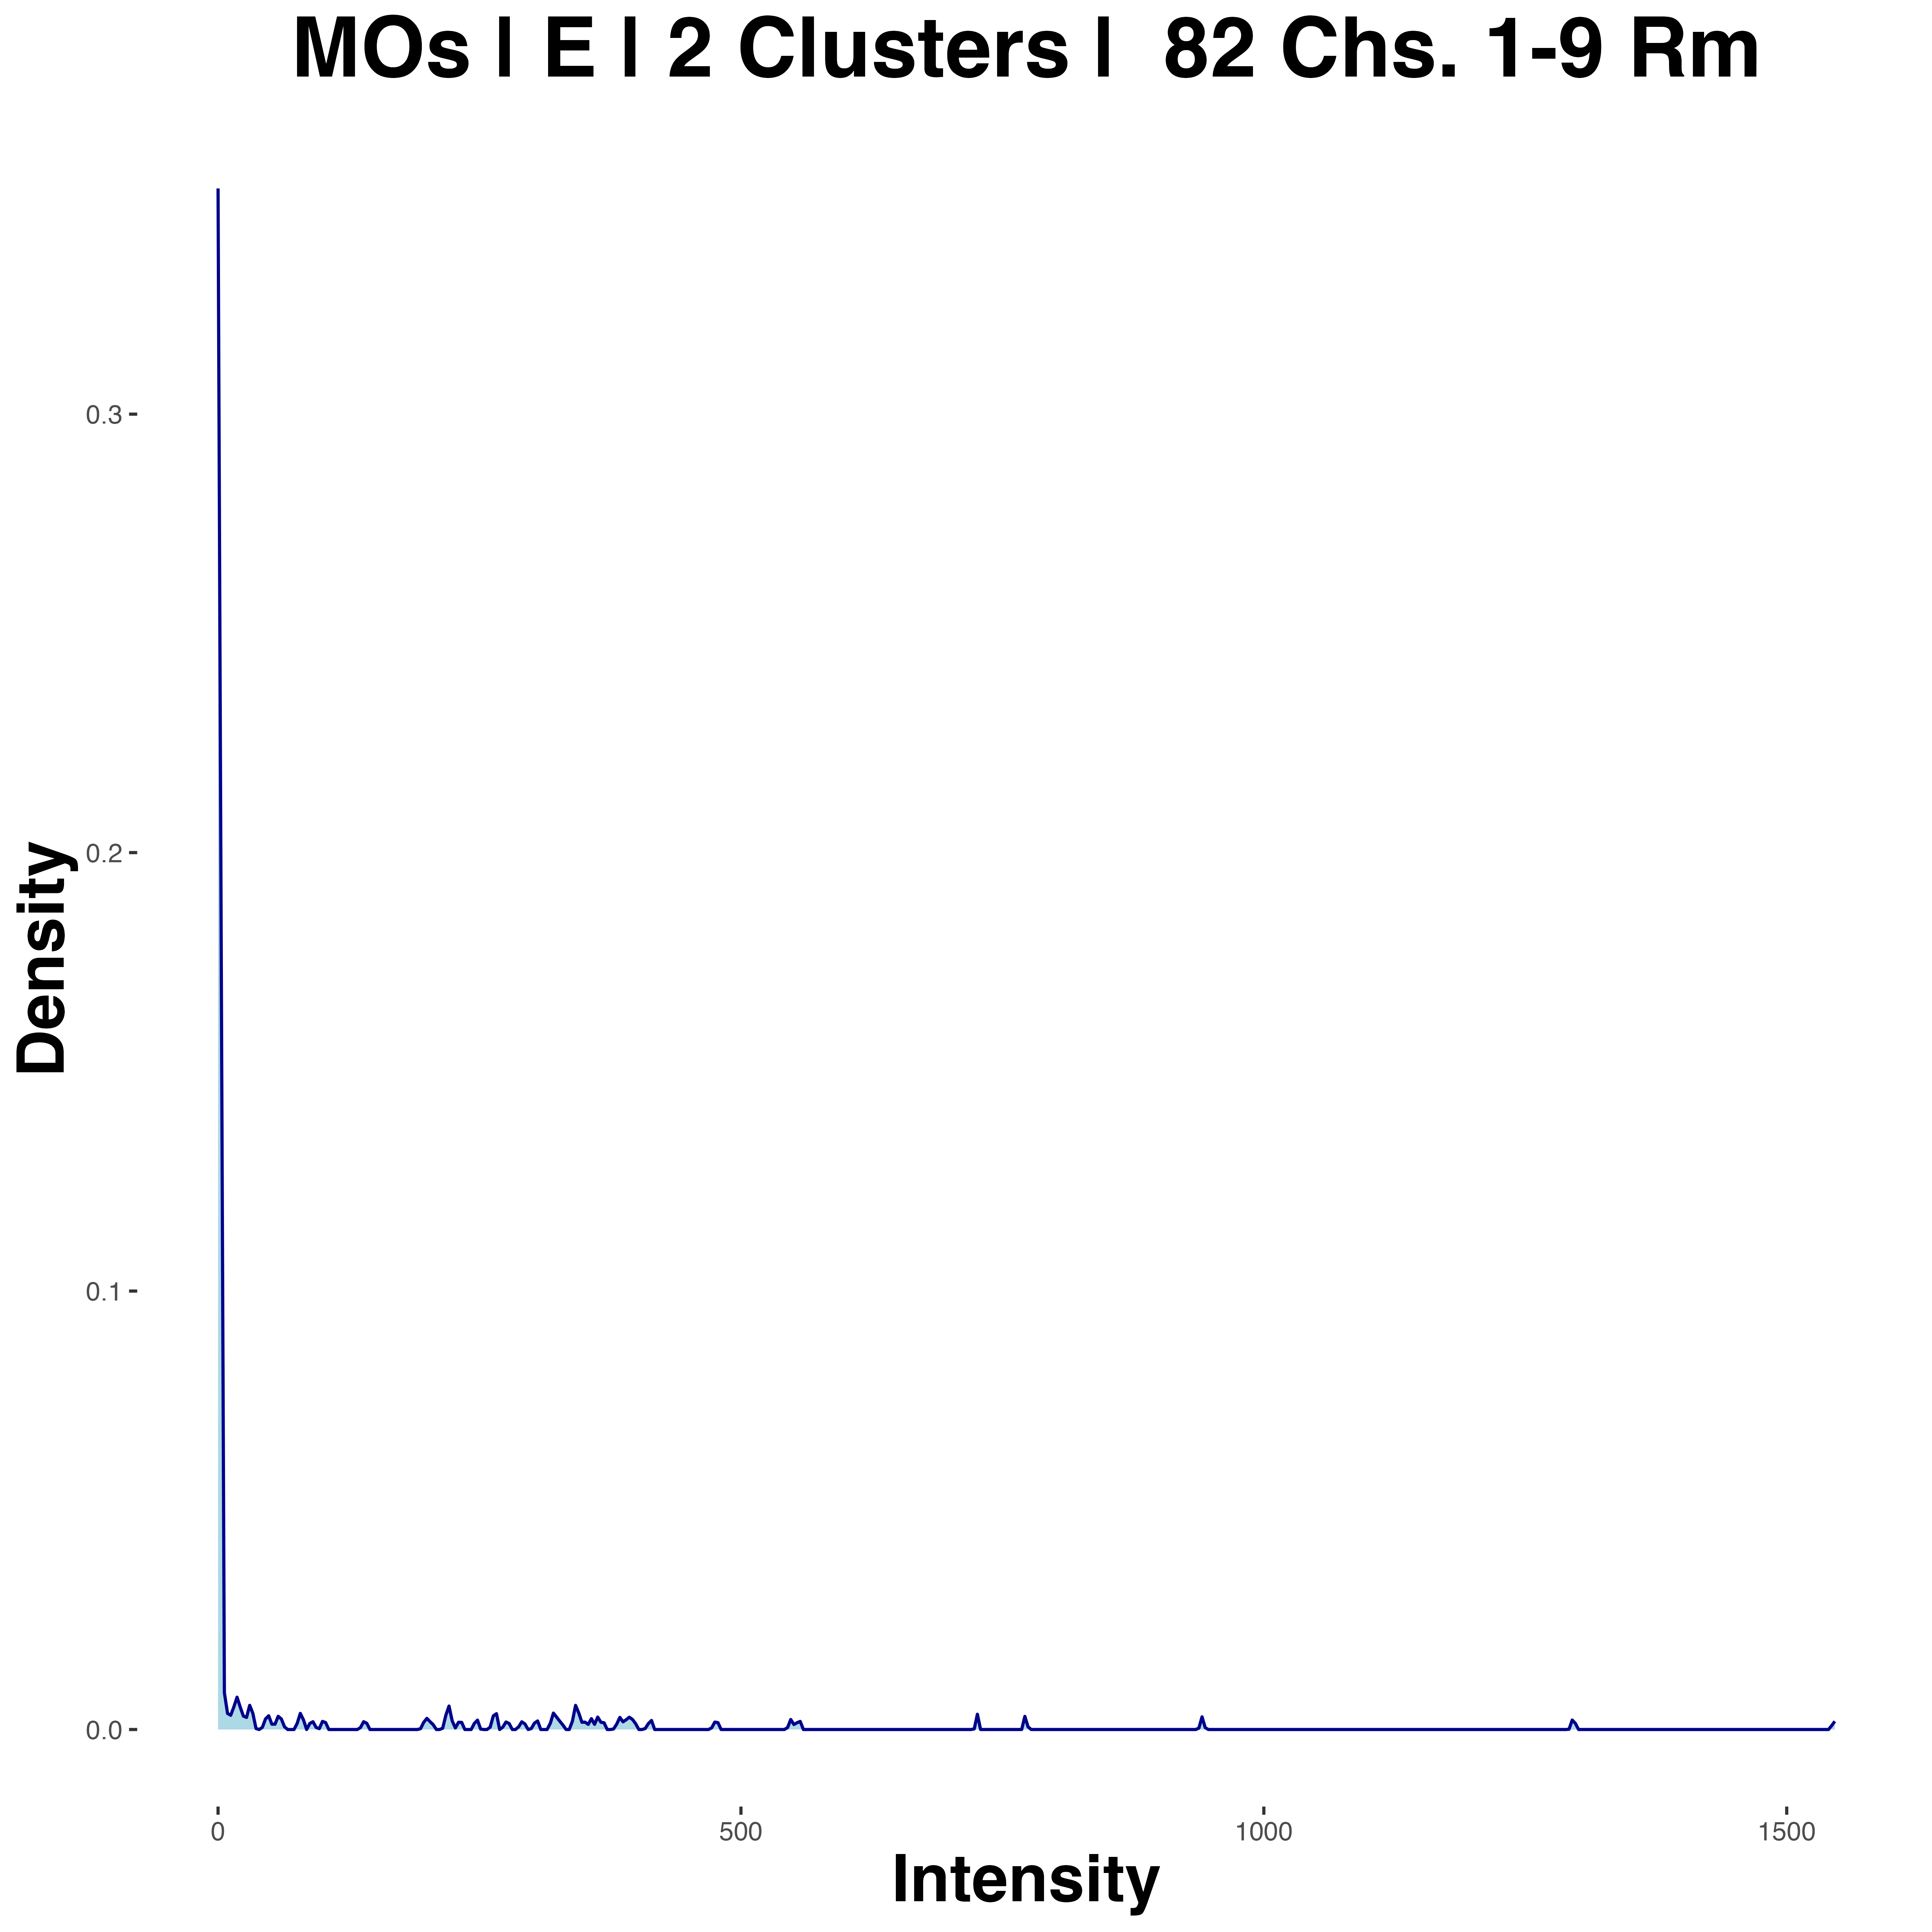 MOs | E | 2 Clusters |  82 Chs. 1-9 Rm
Density
0.3
0.2
0.1
0.0
0 500 1000 1500
Intensity